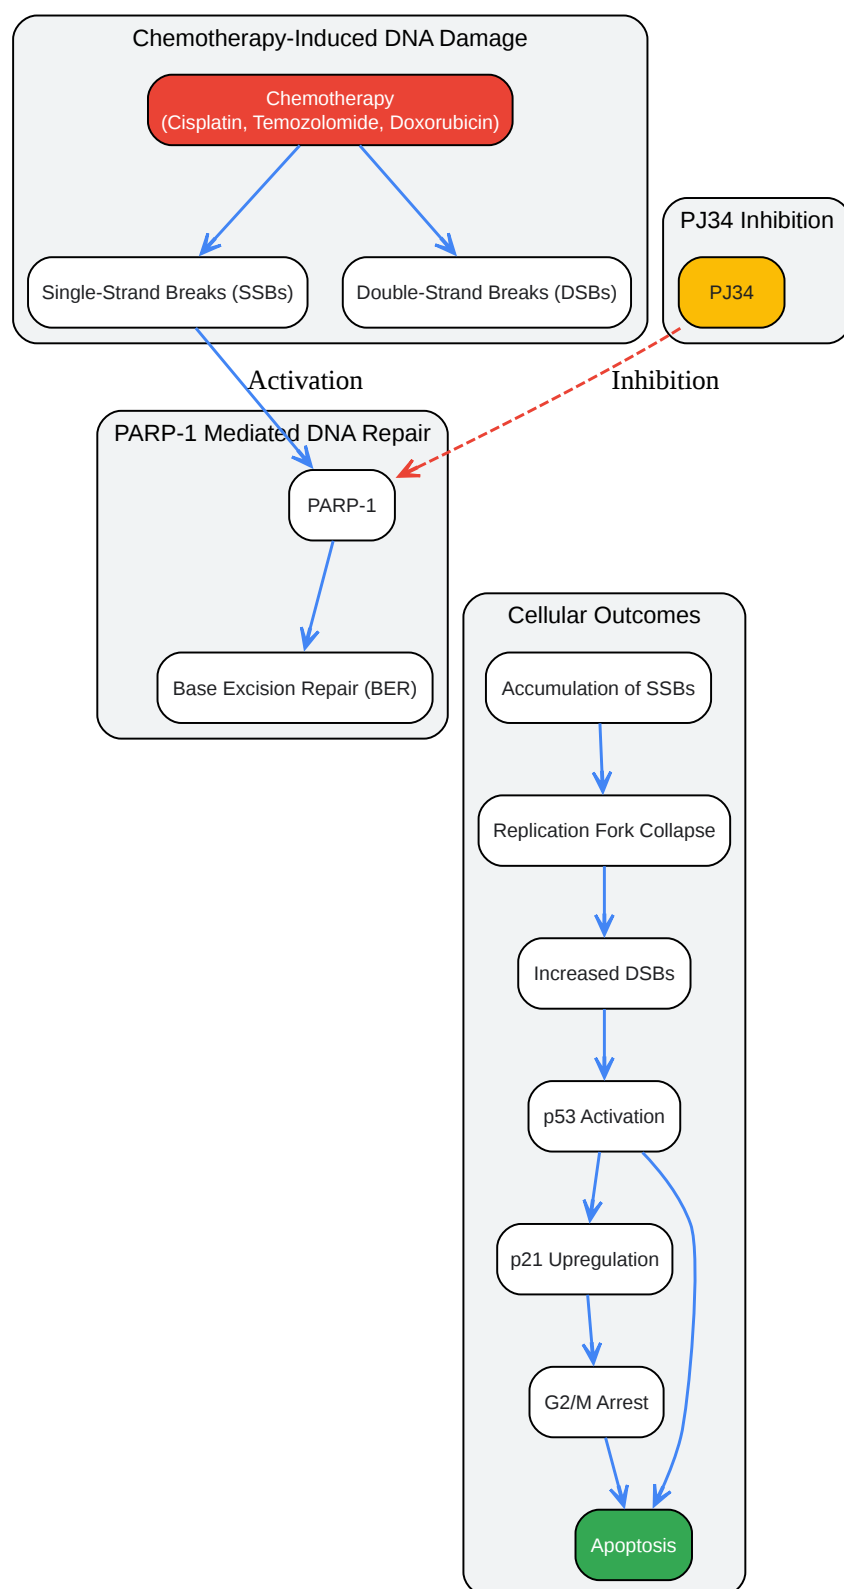 Chemotherapy-Induced DNA Damage
Chemotherapy
(Cisplatin, Temozolomide, Doxorubicin)
Single-Strand Breaks (SSBs)
Double-Strand Breaks (DSBs)
PJ34 Inhibition
PJ34
Activation
Inhibition
PARP-1 Mediated DNA Repair
PARP-1
Base Excision Repair (BER)
Cellular Outcomes
Accumulation of SSBs
Replication Fork Collapse
Increased DSBs
p53 Activation
p21 Upregulation
G2/M Arrest
Apoptosis